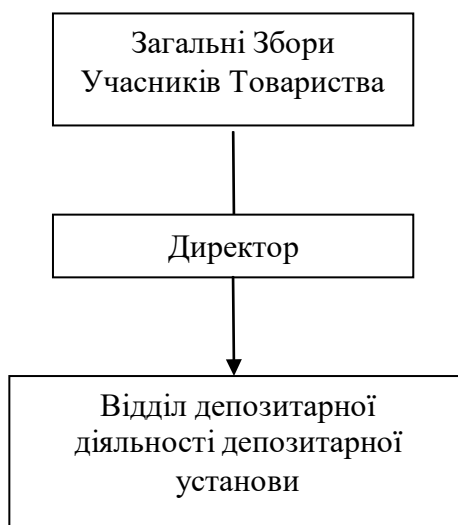 Загальні Збори
Учасників Товариства
Директор
Відділ депозитарної
діяльності депозитарної
установи